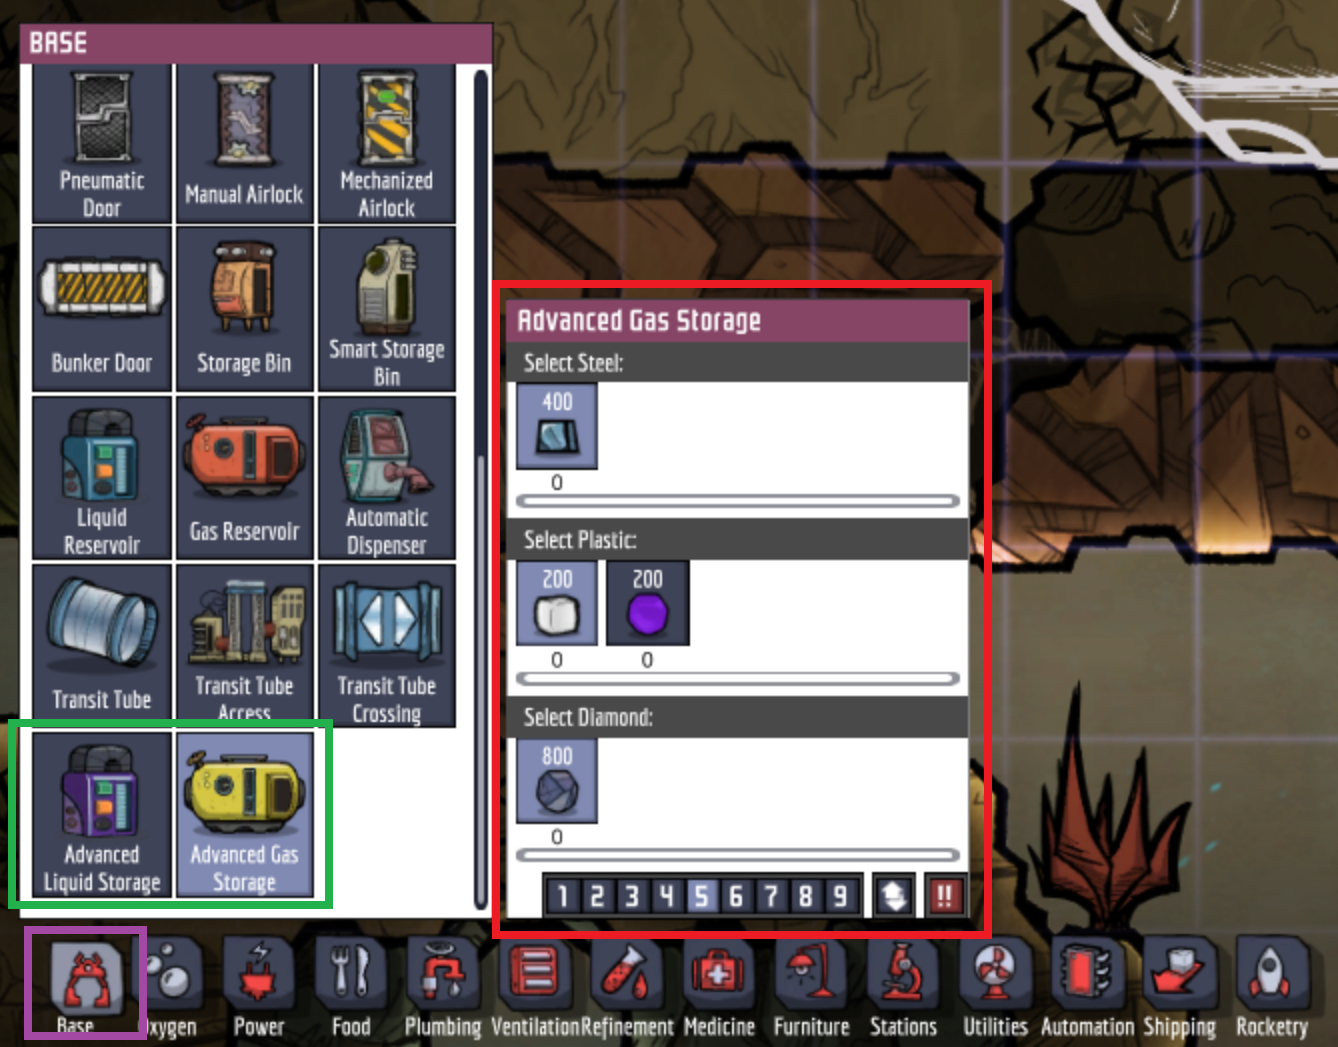 BASE
Pneumatic
Door
Manual Airlock
Mechanized
Airlock
Bunker Door
Storage Bin
Smart Storage
Bin
Liquid
Reservoir
Gas Reservoir
Automatic
Dispenser
Transit Tube
Transit Tube
Access
Transit Tube
Crossing
Advanced
Liquid Storage
Advanced Gas
Storage
Advanced Gas Storage
Select Steel:
400
0
Select Plastic:
200 200
0 0
Select Diamond:
800
0
1 2 3 4 5 6 7 8 9 !!
Base Oxygen Power Food Plumbing Ventilation Refinement Medicine Furniture Stations Utilities Automation Shipping Rocketry